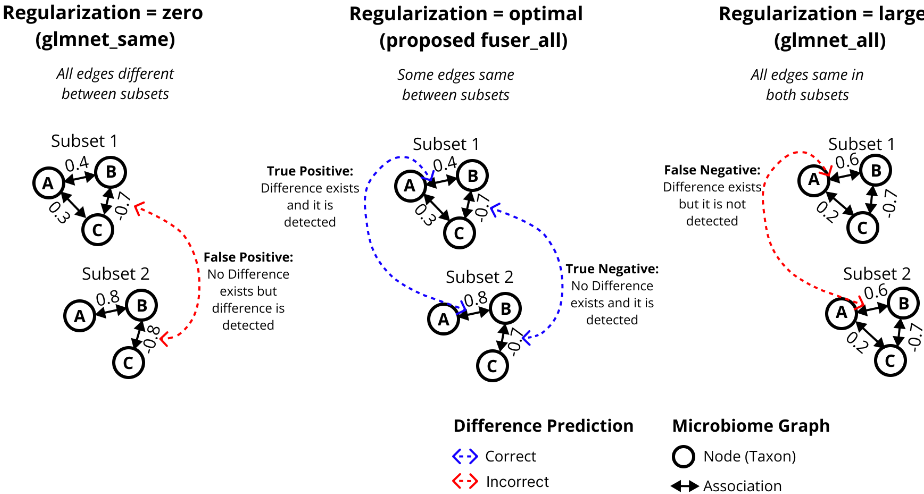 Regularization = zero
(glmnet_same)
All edges different
between subsets
Subset 1
A
B
C
0.4
0.3
-0.7
False Positive:
No Difference
exists but
difference is
detected
Subset 2
A
B
C
0.8
-0.8
Regularization = optimal
(proposed fuser_all)
Some edges same
between subsets
True Positive:
Difference exists
and it is
detected
Subset 1
A
B
C
0.4
0.3
-0.7
True Negative:
No Difference
exists and it is
detected
Subset 2
A
B
C
0.8
-0.7
Regularization = large
(glmnet_all)
All edges same in
both subsets
False Negative:
Difference exists
but it is not
detected
Subset 1
A
B
C
0.6
0.2
-0.7
Subset 2
A
B
C
0.6
0.2
-0.7
Difference Prediction
Correct
Incorrect
Microbiome Graph
Node (Taxon)
Association